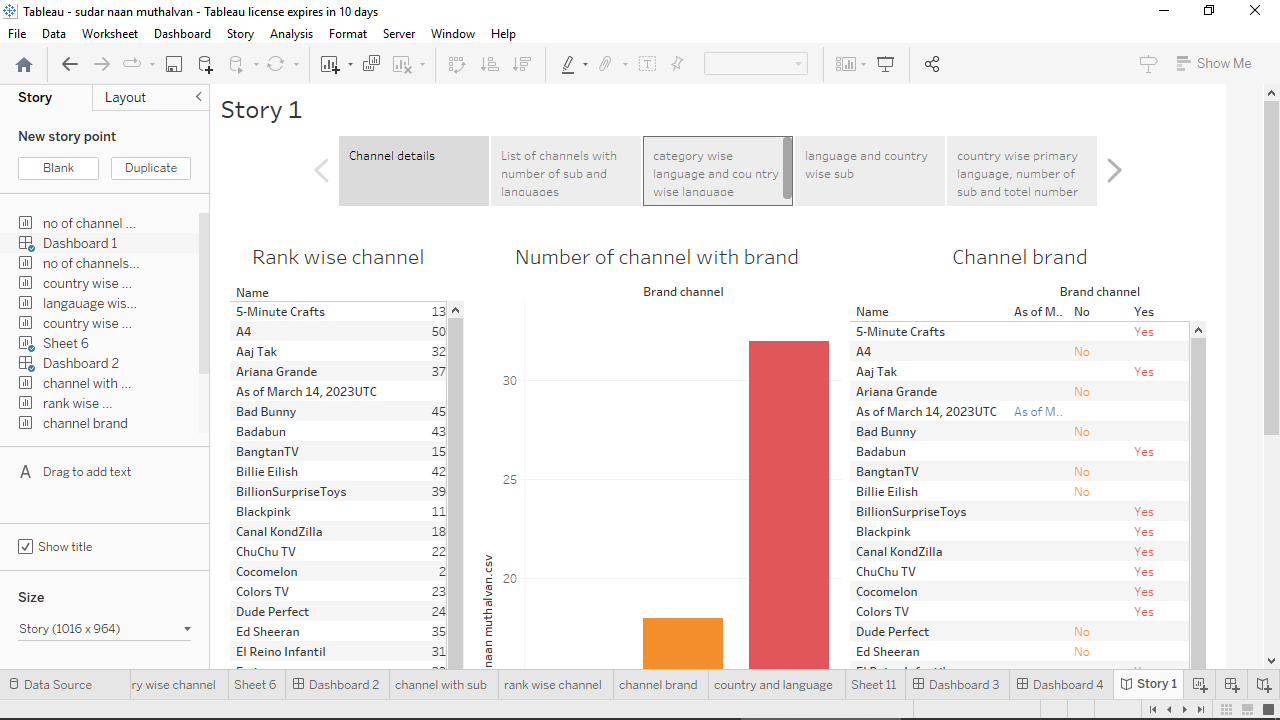 Tableau - sudar naan muthalvan - Tableau license expires in 10 days
File Data Worksheet Dashboard Story Analysis Format Server Window Help
Show Me
Story Layout
New story point
Blank Duplicate
no of channel ...
Dashboard 1
no of channels...
country wise ...
langauage wis...
country wise ...
Sheet 6
Dashboard 2
channel with ...
rank wise ...
channel brand
A Drag to add text
Show title
Size
Story (1016 x 964)
Story 1
Channel details
List of channels with
number of sub and
languages
category wise
language and country
wise language
language and country
wise sub
country wise primary
language, number of
sub and totel number
Rank wise channel
Name
5-Minute Crafts 13
A4 50
Aaj Tak 32
Ariana Grande 37
As of March 14, 2023UTC
Bad Bunny 45
Badabun 43
BangtanTV 15
Billie Eilish 42
BillionSurpriseToys 39
Blackpink 11
Canal KondZilla 18
ChuChu TV 22
Cocomelon 2
Colors TV 23
Dude Perfect 24
Ed Sheeran 35
El Reino Infantil 31
Number of channel with brand
Brand channel
30
25
20
naan muthalvan.csv
Channel brand
Brand channel
Name As of M.. No Yes
5-Minute Crafts Yes
A4 No
Aaj Tak Yes
Ariana Grande No
As of March 14, 2023UTC As of M..
Bad Bunny No
Badabun Yes
BangtanTV No
Billie Eilish No
BillionSurpriseToys Yes
Blackpink Yes
Canal KondZilla Yes
ChuChu TV Yes
Cocomelon Yes
Colors TV Yes
Dude Perfect No
Ed Sheeran No
Data Source ry wise channel Sheet 6 Dashboard 2 channel with sub rank wise channel channel brand country and language Sheet 11 Dashboard 3 Dashboard 4 Story 1